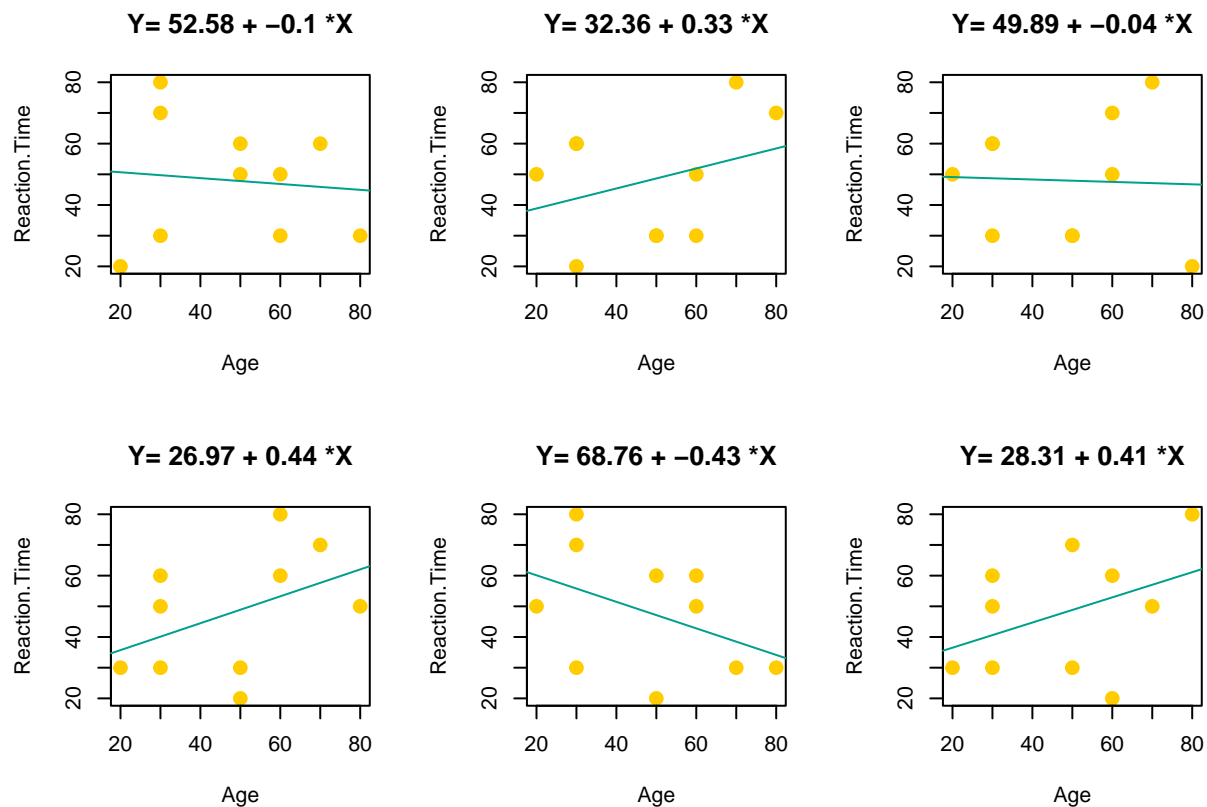 Y= 52.58 + −0.1 *X
Y= 32.36 + 0.33 *X
Y= 49.89 + −0.04 *X
Reaction.Time
20 40 60 80
20 40 60 80
Age
Reaction.Time
20 40 60 80
20 40 60 80
Age
Reaction.Time
20 40 60 80
20 40 60 80
Age
Y= 26.97 + 0.44 *X
Y= 68.76 + −0.43 *X
Y= 28.31 + 0.41 *X
Reaction.Time
20 40 60 80
20 40 60 80
Age
Reaction.Time
20 40 60 80
20 40 60 80
Age
Reaction.Time
20 40 60 80
20 40 60 80
Age